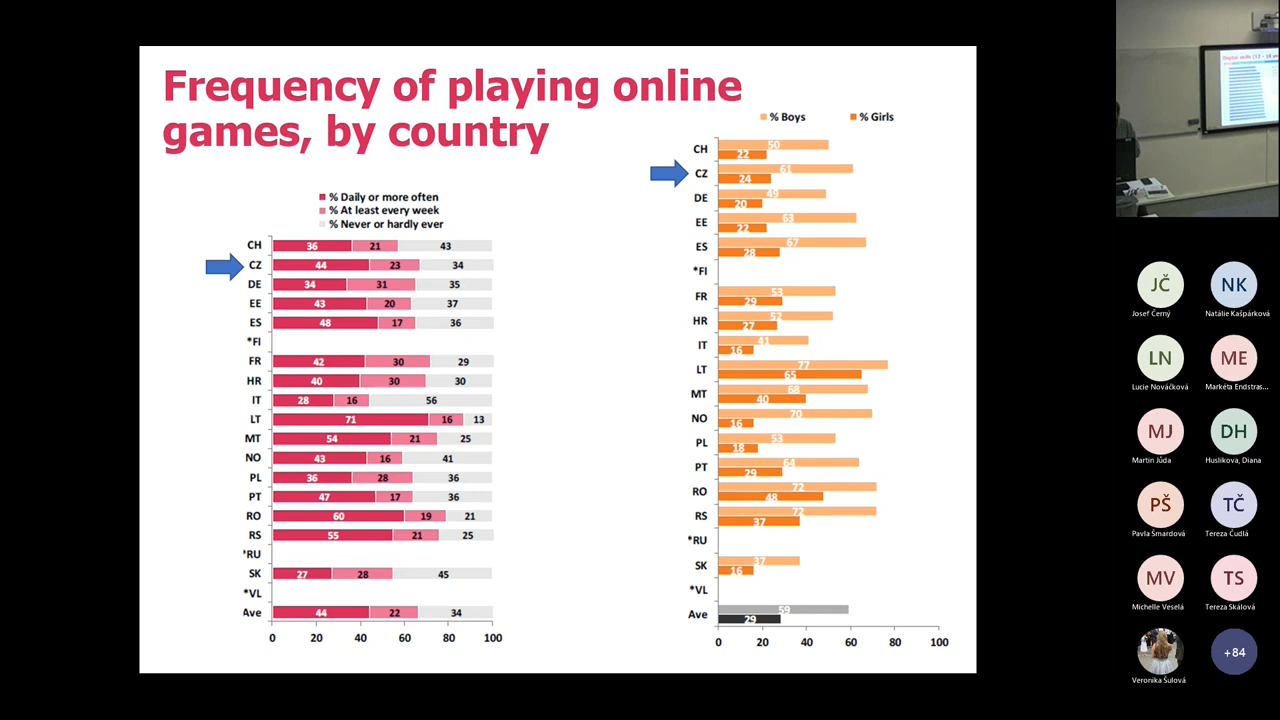 Frequency of playing online
games, by country
% Daily or more often
% At least every week
% Never or hardly ever
CH 36 21 43
CZ 44 23 34
DE 34 31 35
EE 43 20 37
ES 48 17 36
*FI
FR 42 30 29
HR 40 30 30
IT 28 16 56
LT 71 16 13
MT 54 21 25
NO 43 16 41
PL 36 28 36
PT 47 17 36
RO 60 19 21
RS 55 21 25
*RU
SK 27 28 45
*VL
Ave 44 22 34
0 20 40 60 80 100
% Boys % Girls
CH 50 22
CZ 61 24
DE 49 20
EE 63 22
ES 67 28
*FI
FR 53 29
HR 52 27
IT 41 16
LT 77 65
MT 68 40
NO 70 16
PL 53 18
PT 64 29
RO 72 48
RS 72 37
*RU
SK 37 16
*VL
Ave 59 29
0 20 40 60 80 100
JČ NK
Josef Černý Natálie Kašpárková
LN ME
Lucie Nováčková Markéta Endstras...
MJ DH
Martin Jůda Huslikova, Diana
PŠ TČ
Pavla Šmardová Tereza Čudlá
MV TS
Michelle Veselá Tereza Skálová
+84
Veronika Šulová